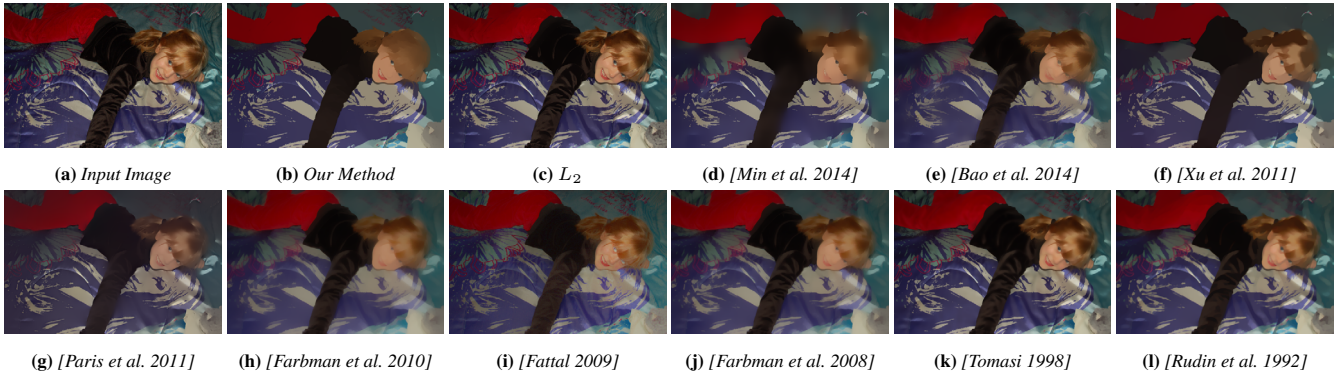 (a) Input Image
(b) Our Method
(c) L₂
(d) [Min et al. 2014]
(e) [Bao et al. 2014]
(f) [Xu et al. 2011]
(g) [Paris et al. 2011]
(h) [Farbman et al. 2010]
(i) [Fattal 2009]
(j) [Farbman et al. 2008]
(k) [Tomasi 1998]
(l) [Rudin et al. 1992]